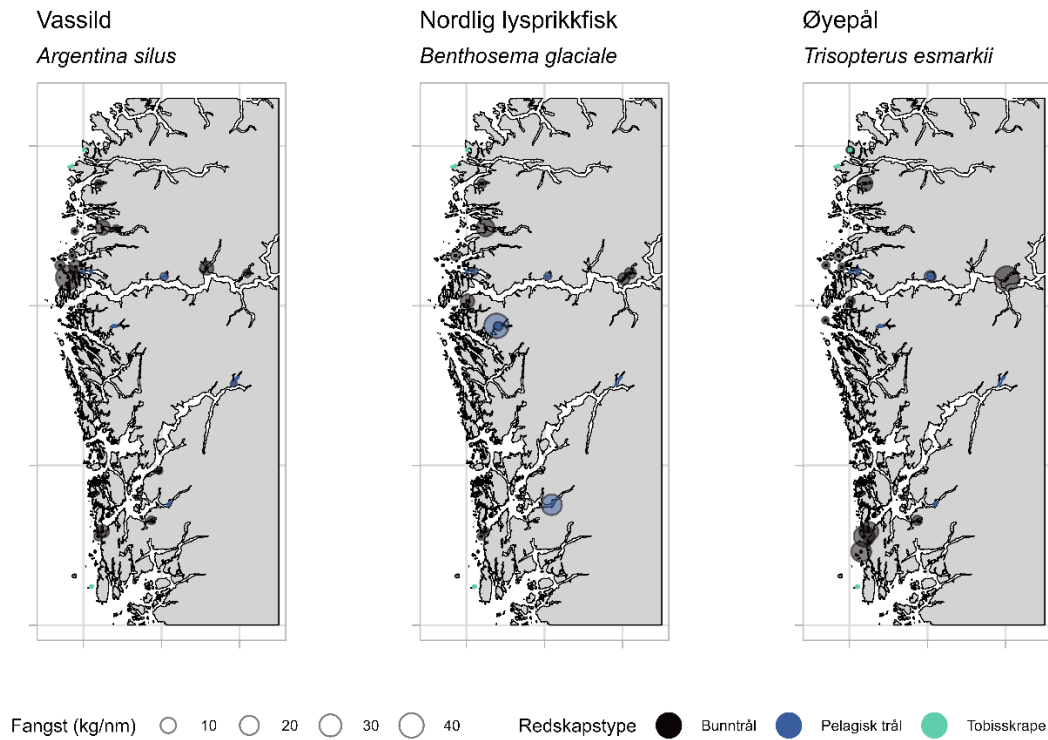 Vassild
Argentina silus
Nordlig lysprikkfisk
Benthosema glaciale
Øyepål
Trisopterus esmarkii
Fangst (kg/nm) 10 20 30 40 Redskapstype Bunntrål Pelagisk trål Tobisskrape